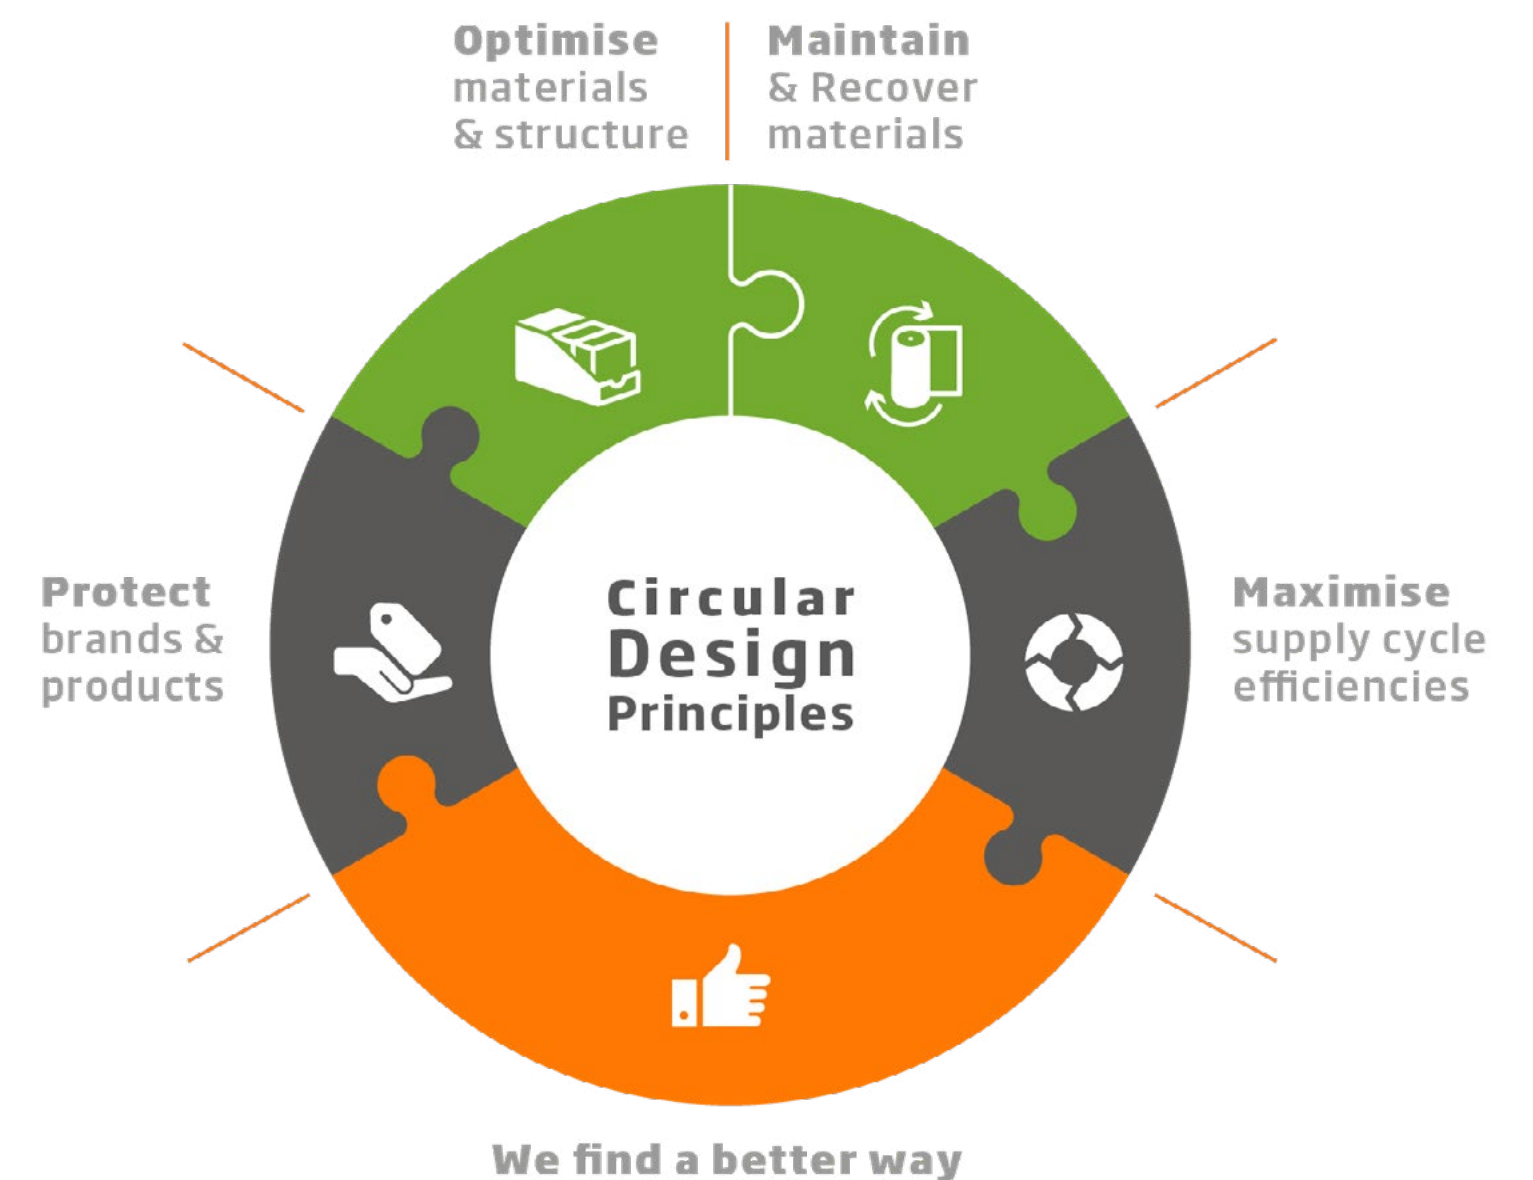 Optimise
materials
& structure
Maintain
& Recover
materials
Protect
brands &
products
Circular
Design
Principles
Maximise
supply cycle
efficiencies
We find a better way